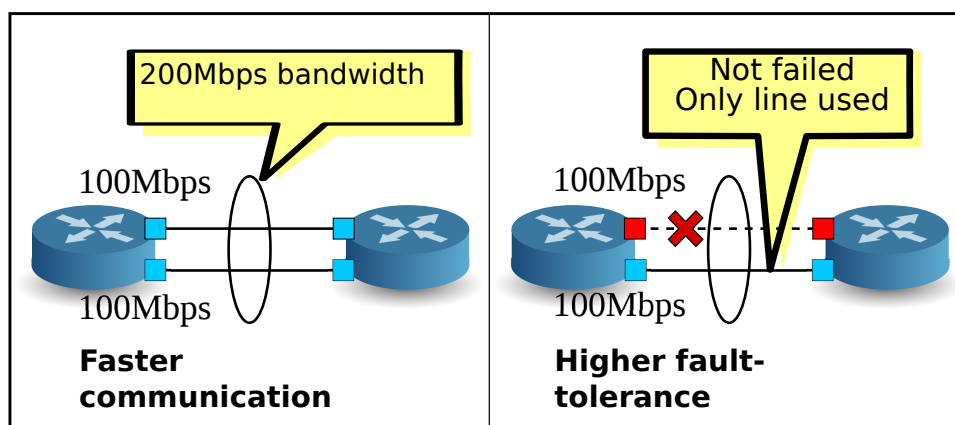 200Mbps bandwidth
100Mbps
100Mbps
Faster
communication
Not failed
Only line used
100Mbps
100Mbps
Higher fault-
tolerance